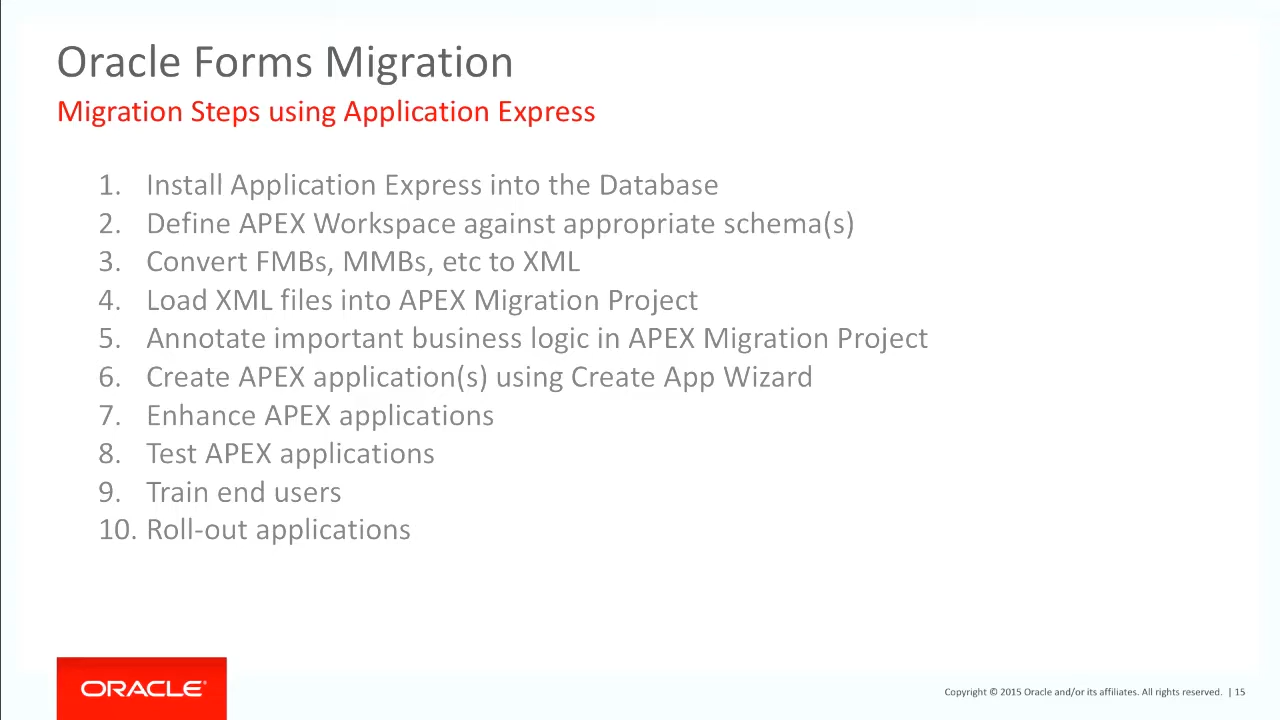 Oracle Forms Migration
Migration Steps using Application Express
1. Install Application Express into the Database
2. Define APEX Workspace against appropriate schema(s)
3. Convert FMBs, MMBs, etc to XML
4. Load XML files into APEX Migration Project
5. Annotate important business logic in APEX Migration Project
6. Create APEX application(s) using Create App Wizard
7. Enhance APEX applications
8. Test APEX applications
9. Train end users
10. Roll-out applications
ORACLE®
Copyright © 2015 Oracle and/or its affiliates. All rights reserved. | 15